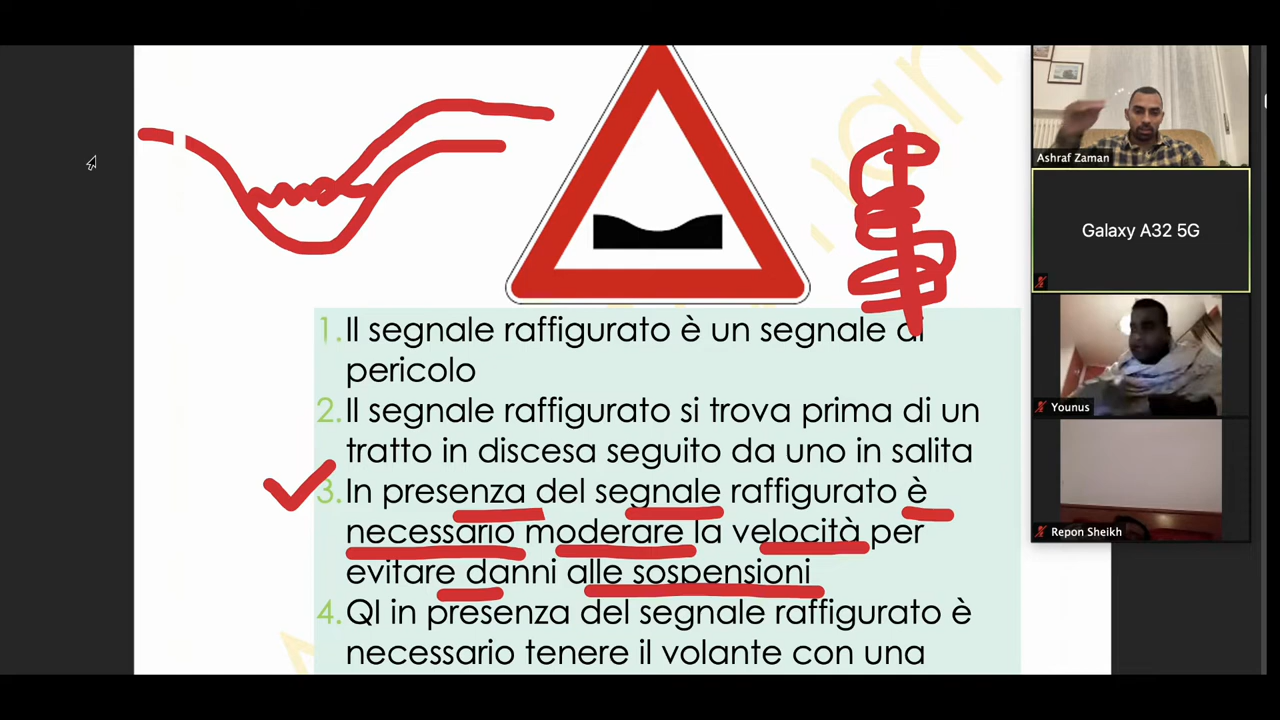 Ashraf Zaman
Galaxy A32 5G
Younus
Repon Sheikh
1. Il segnale raffigurato è un segnale di
pericolo
2. Il segnale raffigurato si trova prima di un
tratto in discesa seguito da uno in salita
3. In presenza del segnale raffigurato è
necessario moderare la velocità per
evitare danni alle sospensioni
4. QI in presenza del segnale raffigurato è
necessario tenere il volante con una